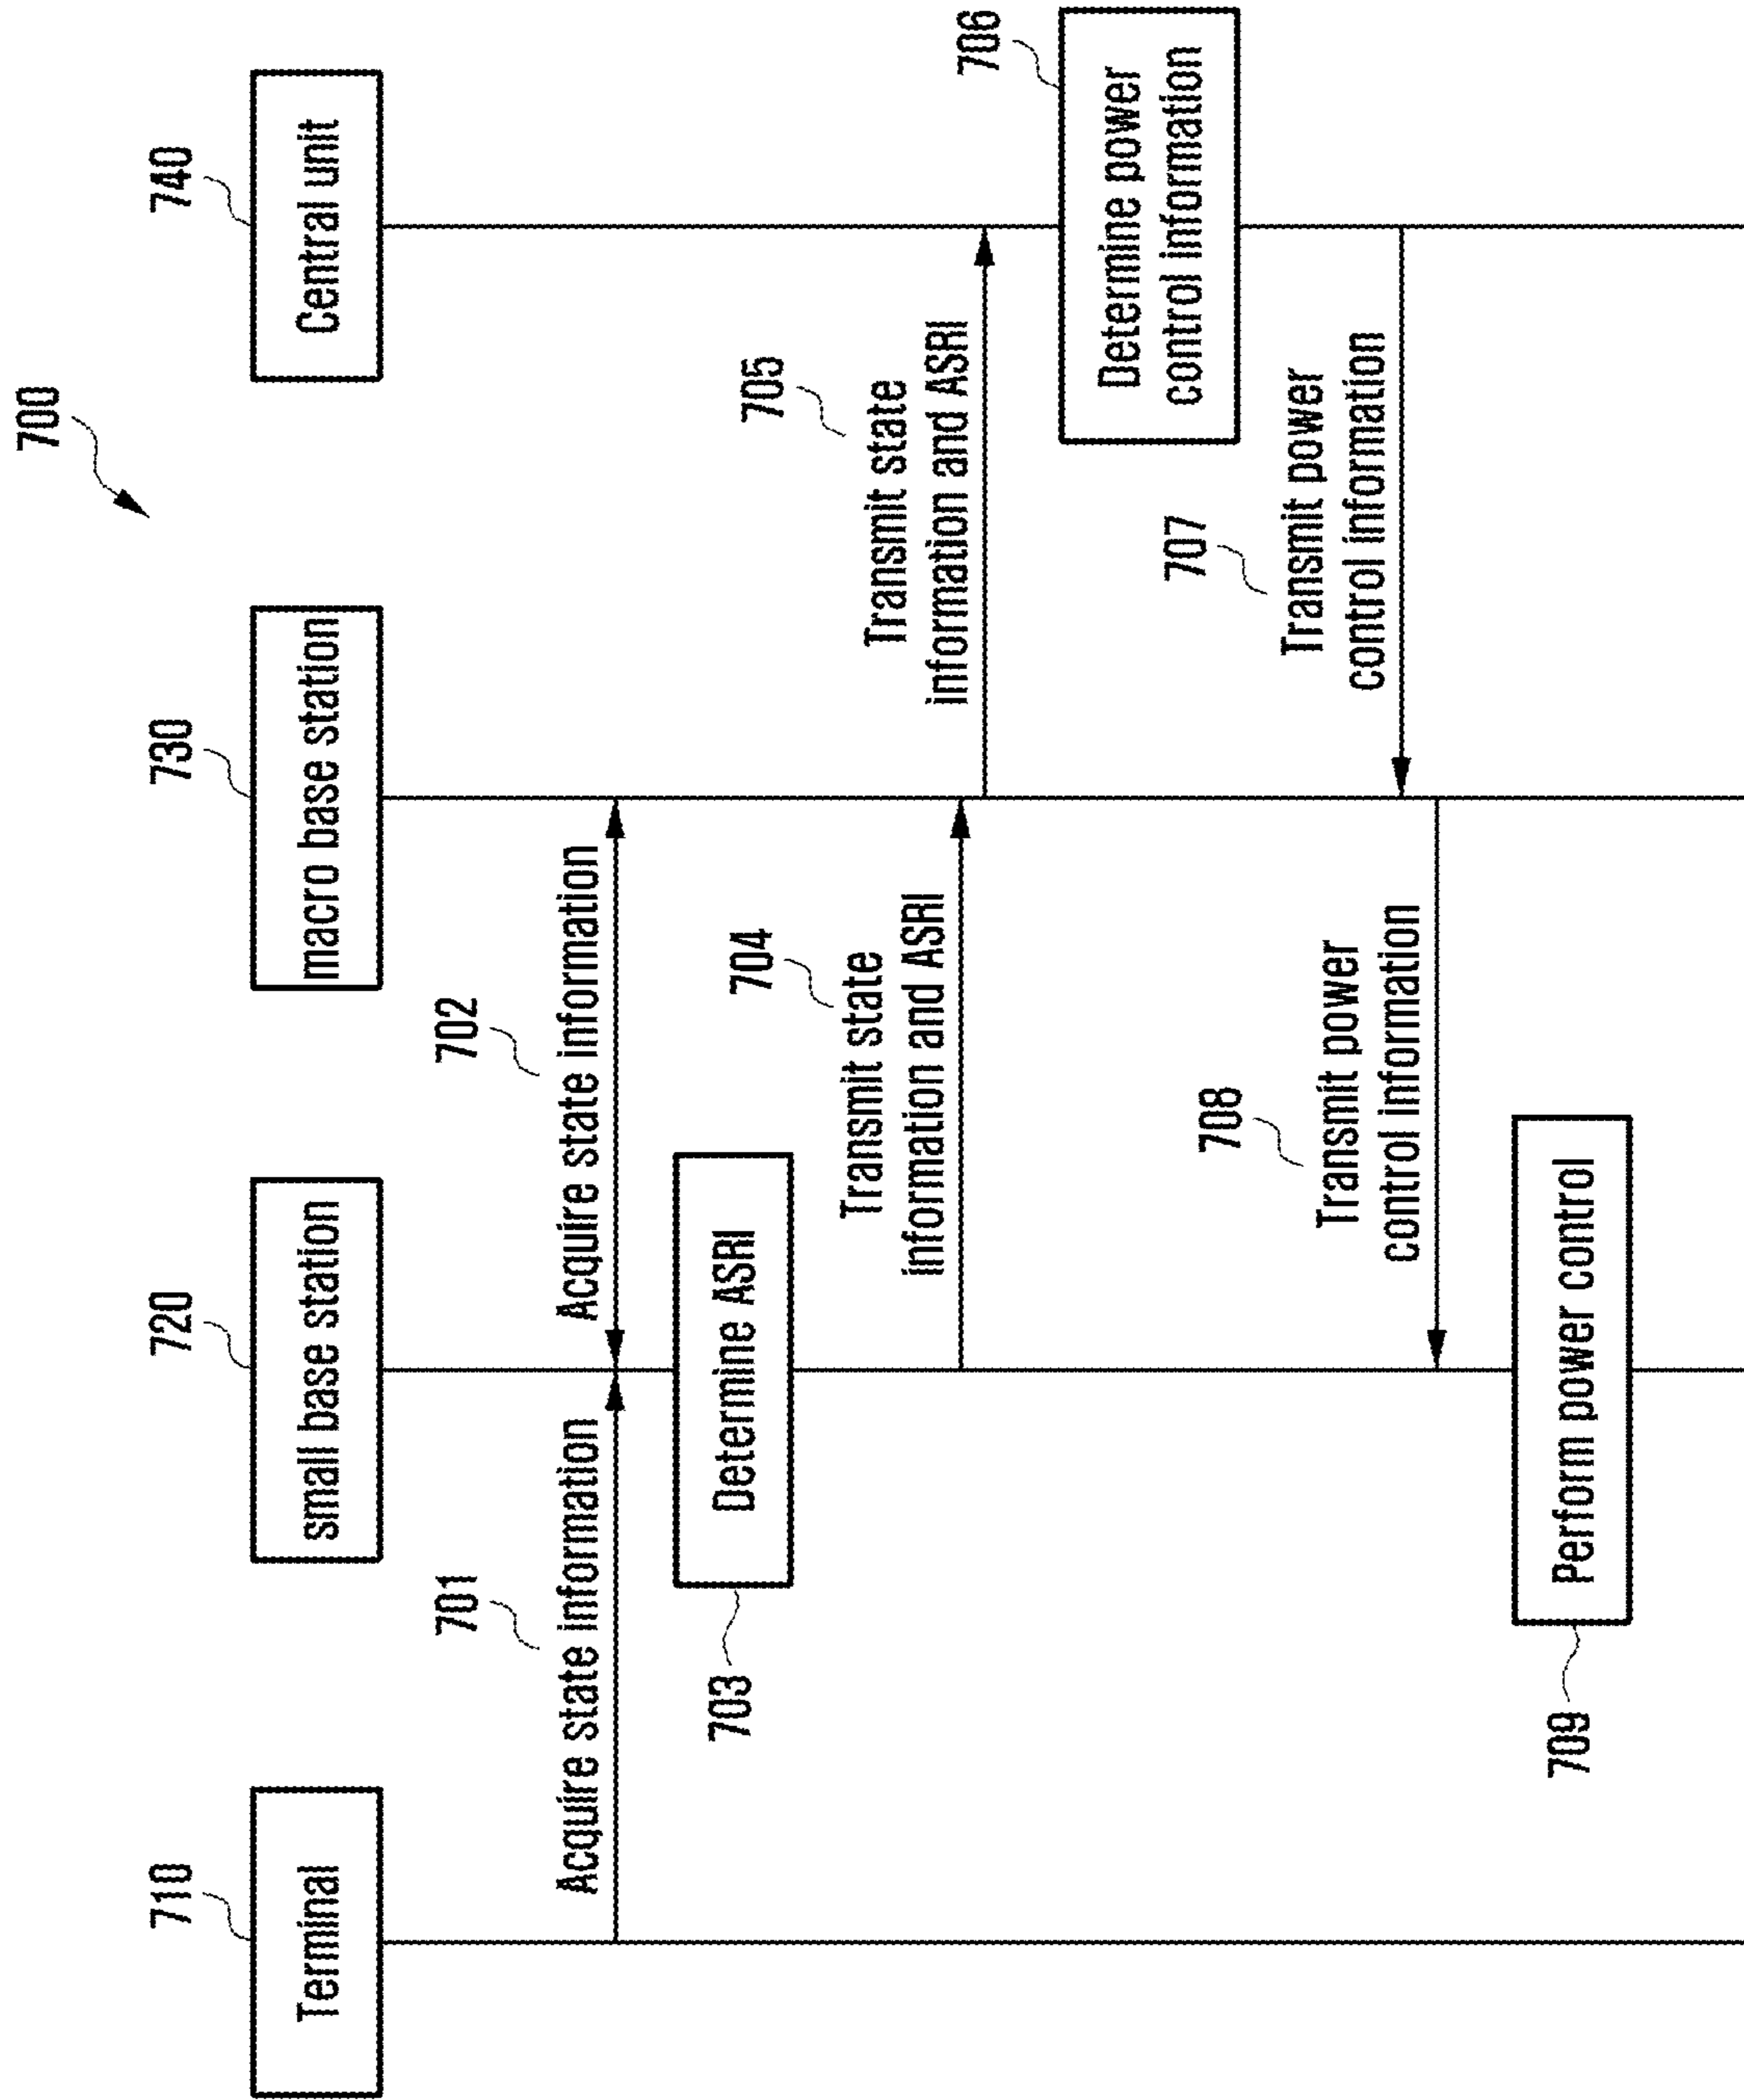 700
710
720
730
740
Terminal
small base station
macro base station
Central unit
701
702
Acquire state information
Acquire state information
703
Determine ASRI
704
705
Transmit state
information and ASRI
Transmit state
information and ASRI
706
Determine power
control information
707
Transmit power
control information
708
Transmit power
control information
709
Perform power control